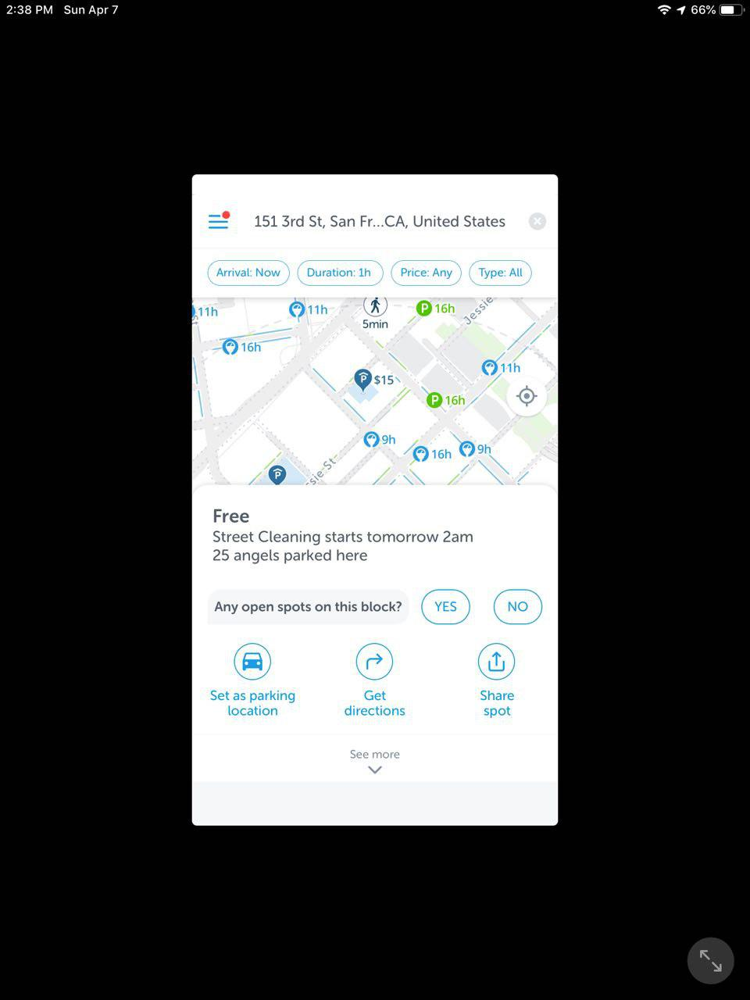 2:38 PM Sun Apr 7
66%
151 3rd St, San Fr...CA, United States
Arrival: Now
Duration: 1h
Price: Any
Type: All
11h
11h
5min
P 16h
Jessie
16h
11h
P $15
P 16h
9h
16h
9h
P
ssie St
Free
Street Cleaning starts tomorrow 2am
25 angels parked here
Any open spots on this block?
YES
NO
Set as parking
location
Get
directions
Share
spot
See more